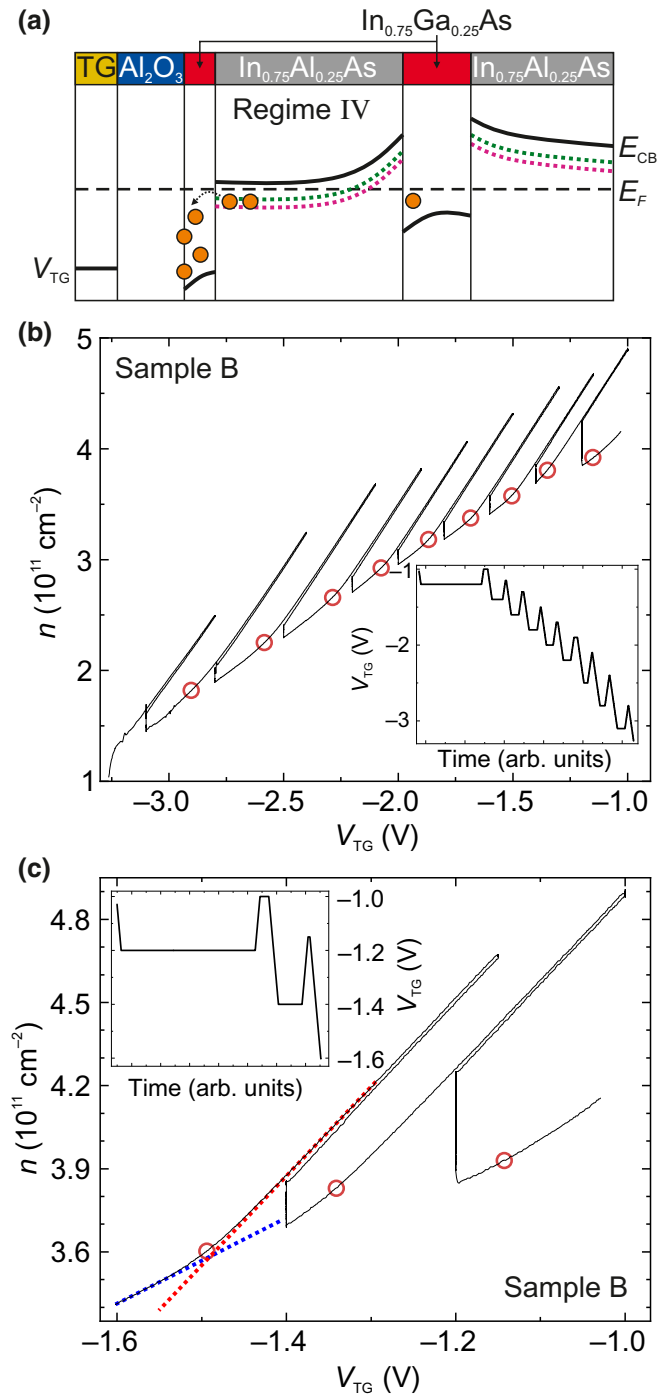 (a)
In0.75Ga0.25As
TG Al2O3 In0.75Al0.25As In0.75Al0.25As
Regime IV
ECB
EF
VTG
(b)
Sample B
n (10¹¹ cm⁻²)
5
4
3
2
1
−3.0 −2.5 −2.0 −1.5 −1.0
VTG (V)
VTG (V)
−1
−2
−3
Time (arb. units)
(c)
n (10¹¹ cm⁻²)
4.8
4.5
4.2
3.9
3.6
−1.6 −1.4 −1.2 −1.0
VTG (V)
−1.0
−1.2
−1.4
−1.6
VTG (V)
Time (arb. units)
Sample B